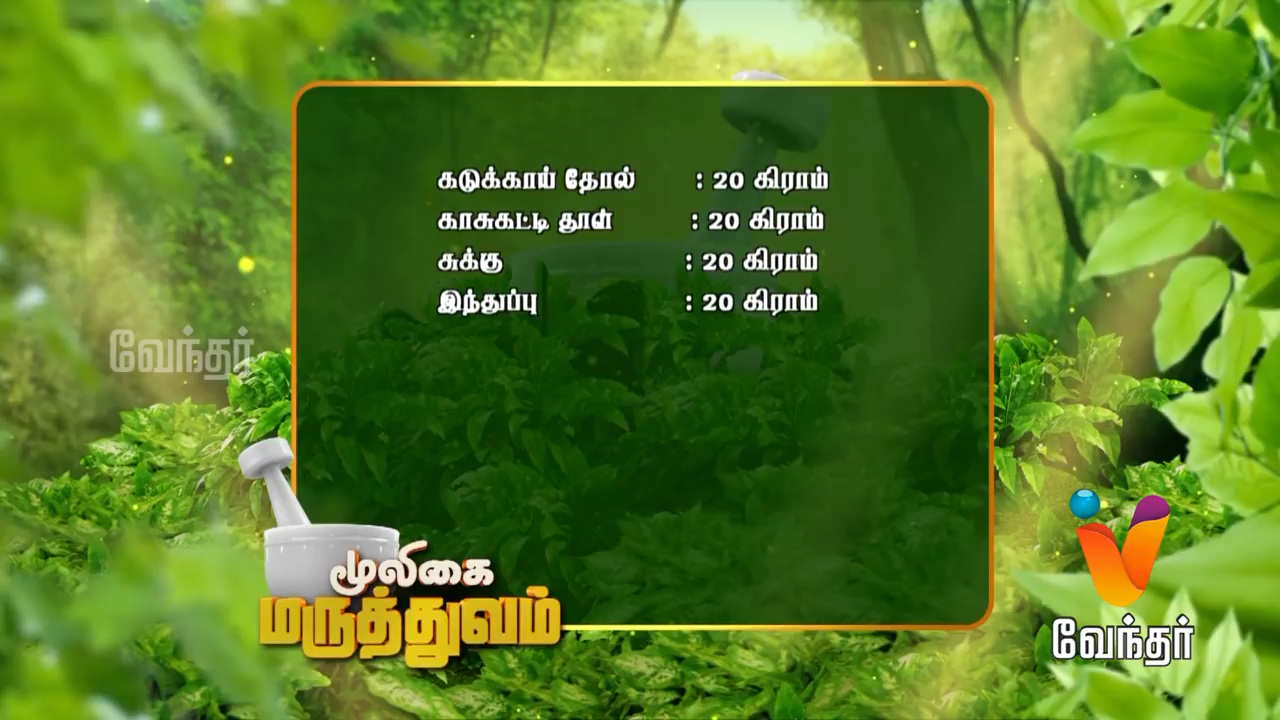 கடுக்காய் தோல் : 20 கிராம்
காசுகட்டி தூள் : 20 கிராம்
சுக்கு : 20 கிராம்
இந்துப்பு : 20 கிராம்
வேந்தர்
மூலிகை
மருத்துவம்
வேந்தர்